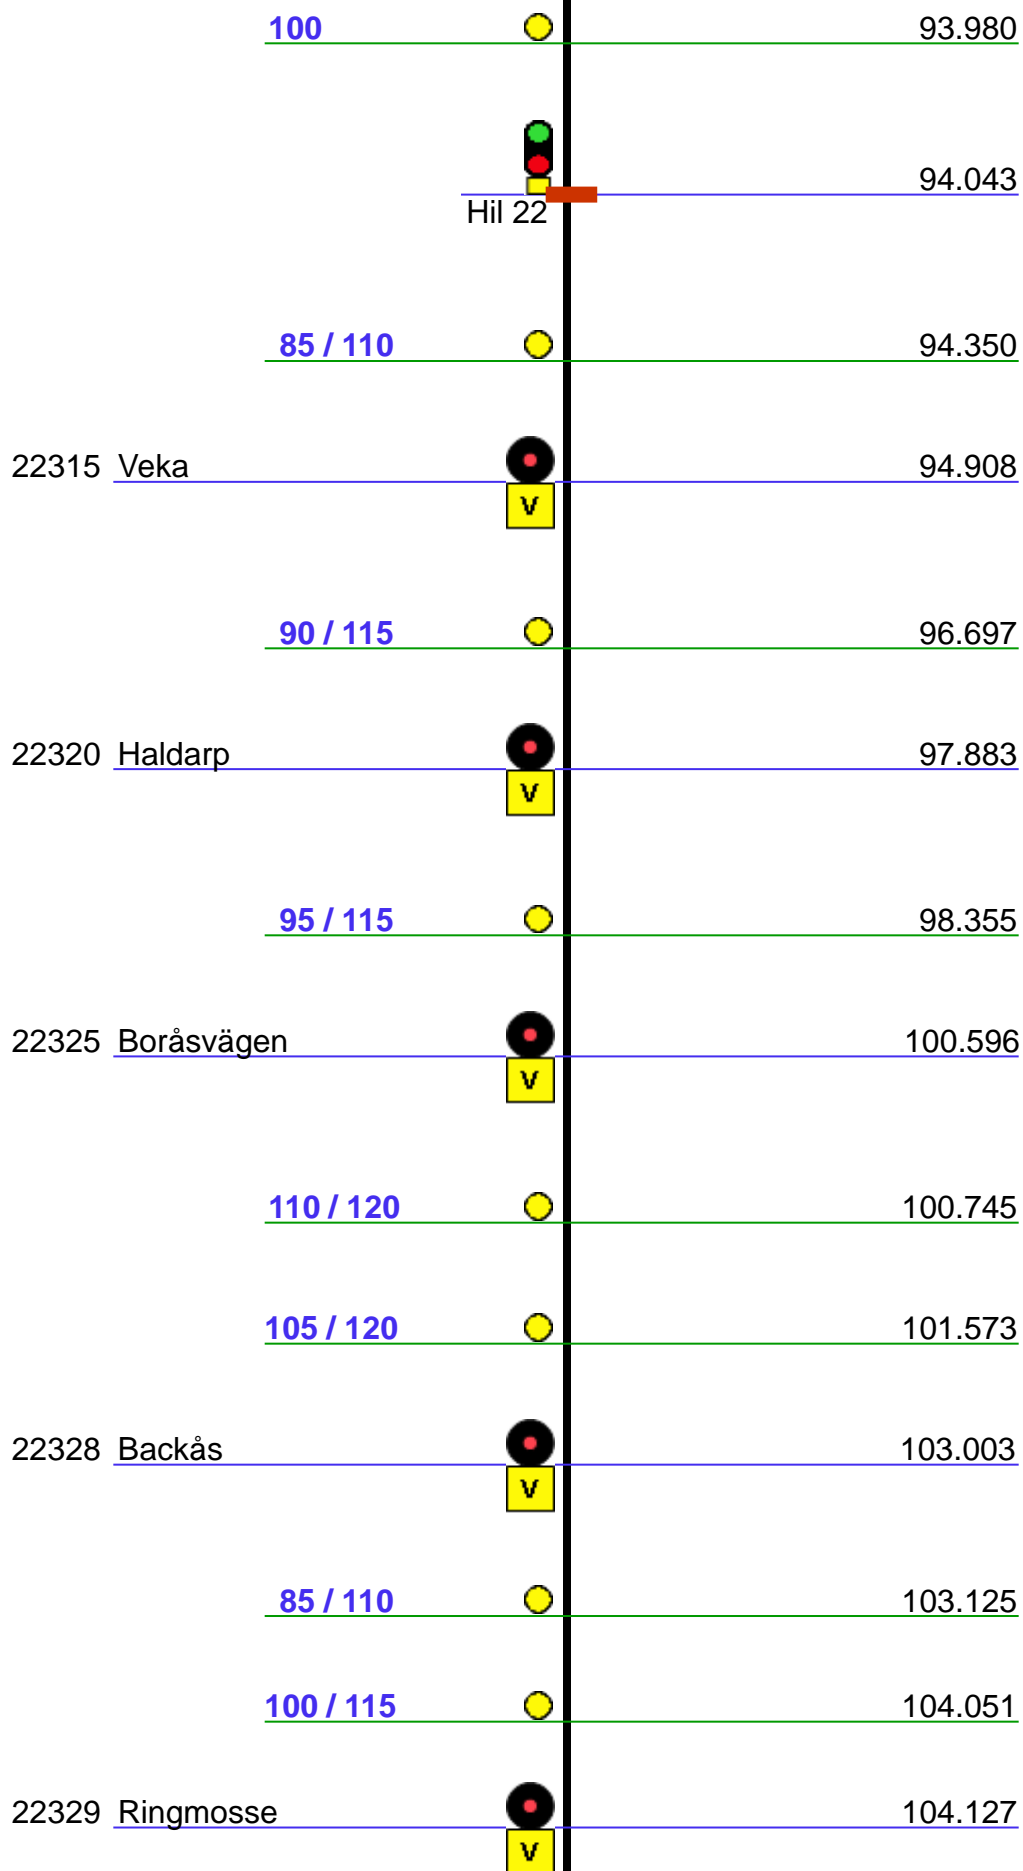 100 93.980
94.043
Hil 22
85 / 110 94.350
22315 Veka 94.908
V
90 / 115 96.697
22320 Haldarp 97.883
V
95 / 115 98.355
22325 Boråsvägen 100.596
V
110 / 120 100.745
105 / 120 101.573
22328 Backås 103.003
V
85 / 110 103.125
100 / 115 104.051
22329 Ringmosse 104.127
V